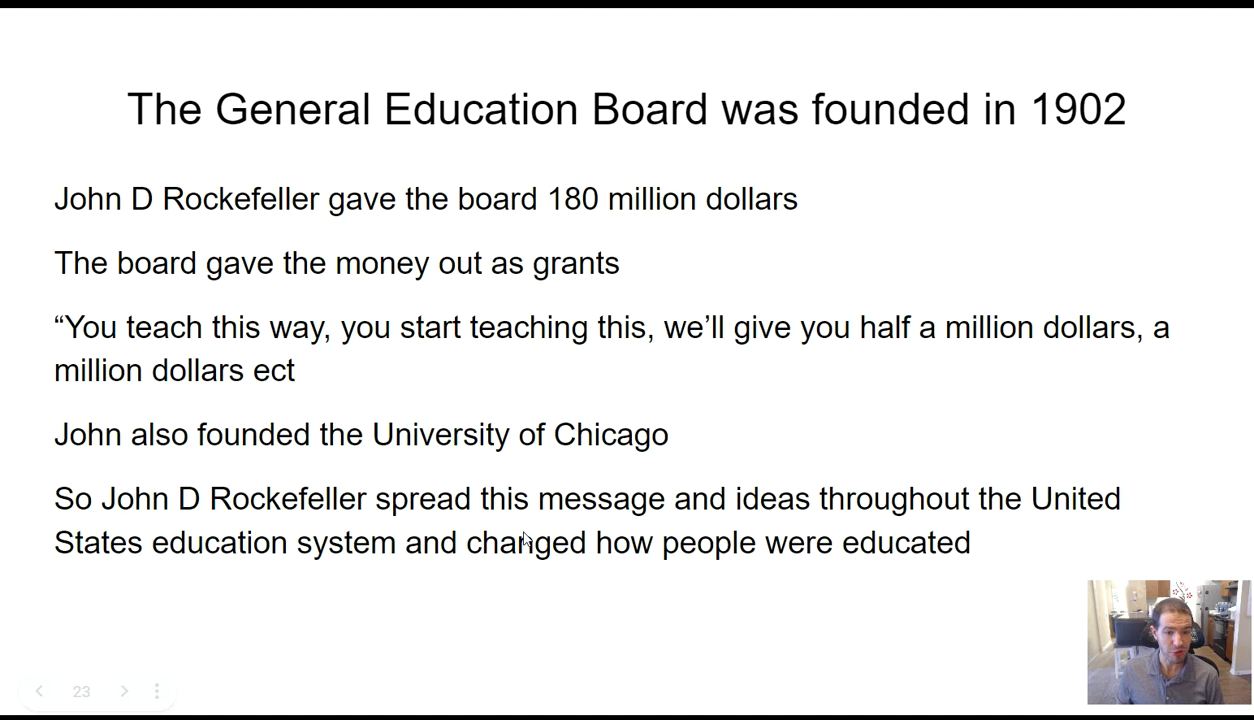 The General Education Board was founded in 1902
John D Rockefeller gave the board 180 million dollars
The board gave the money out as grants
“You teach this way, you start teaching this, we’ll give you half a million dollars, a
million dollars ect
John also founded the University of Chicago
So John D Rockefeller spread this message and ideas throughout the United
States education system and changed how people were educated
23